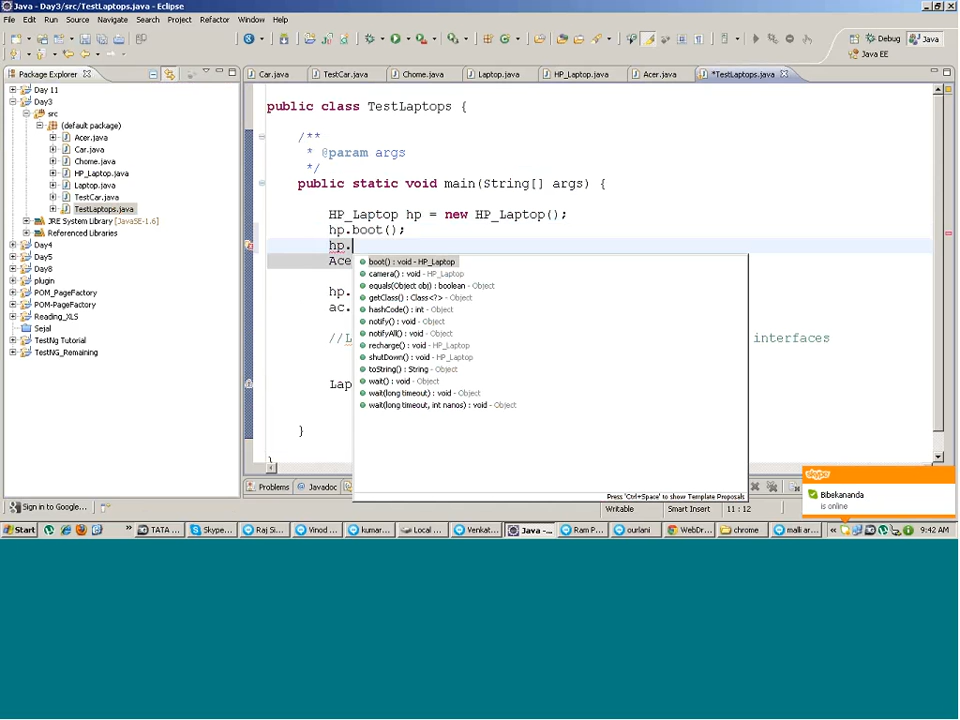 Java - Day3/src/TestLaptops.java - Eclipse
File Edit Run Source Navigate Search Project Refactor Window Help
Debug Java
Java EE
Package Explorer
Car.java TestCar.java Chome.java Laptop.java HP_Laptop.java Acer.java *TestLaptops.java
Day 11
Day3
src
(default package)
Acer.java
Car.java
Chome.java
HP_Laptop.java
Laptop.java
TestCar.java
TestLaptops.java
JRE System Library [JavaSE-1.6]
Referenced Libraries
Day4
Day5
Day8
plugin
POM_PageFactory
POM-PageFactory
Reading_XLS
Sejal
TestNg Tutorial
TestNG_Remaining
public class TestLaptops {
/**
* @param args
*/
public static void main(String[] args) {
HP_Laptop hp = new HP_Laptop();
hp.boot();
hp.
Ace
hp.
ac.
//L interfaces
Lap
}
}
boot() : void - HP_Laptop
camera() : void - HP_Laptop
equals(Object obj) : boolean - Object
getClass() : Class<?> - Object
hashCode() : int - Object
notify() : void - Object
notifyAll() : void - Object
recharge() : void - HP_Laptop
shutDown() : void - HP_Laptop
toString() : String - Object
wait() : void - Object
wait(long timeout) : void - Object
wait(long timeout, int nanos) : void - Object
Press 'Ctrl+Space' to show Template Proposals
Problems Javadoc
Sign in to Google...
Writable Smart Insert 11 : 12
skype
Bibekananda
is online
Start TATA ... Skype... Raj Si... Vinod ... kumar... Local ... Venkat... Java -... Ram P... ourlani WebDr... chrome malli ar... « 9:42 AM